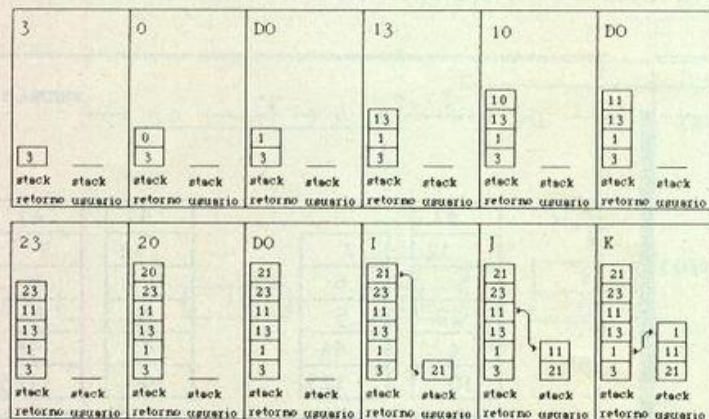 3 0 DO 13 10 DO
10 11
13 13 13
0 1 1 1 1
3 3 3 3 3 3
stack stack stack stack stack stack stack stack stack stack stack stack
retorno usuario retorno usuario retorno usuario retorno usuario retorno usuario retorno usuario
23 20 DO I J K
20 21 21 21 21
23 23 23 23 23 23
11 11 11 11 11 11 1
13 13 13 13 13 11 13 11
1 1 1 1 1 1
3 3 3 3 21 3 21 3 21
stack stack stack stack stack stack stack stack stack stack stack stack
retorno usuario retorno usuario retorno usuario retorno usuario retorno usuario retorno usuario